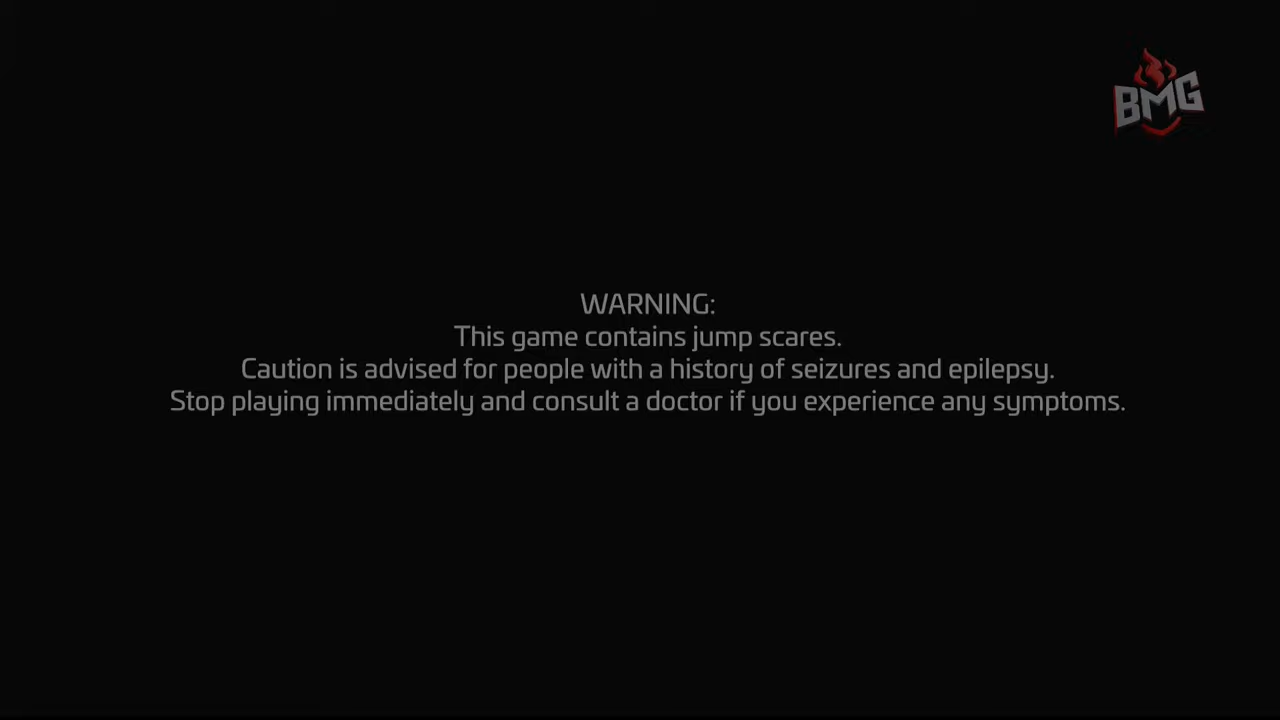 BMG
WARNING:
This game contains jump scares.
Caution is advised for people with a history of seizures and epilepsy.
Stop playing immediately and consult a doctor if you experience any symptoms.